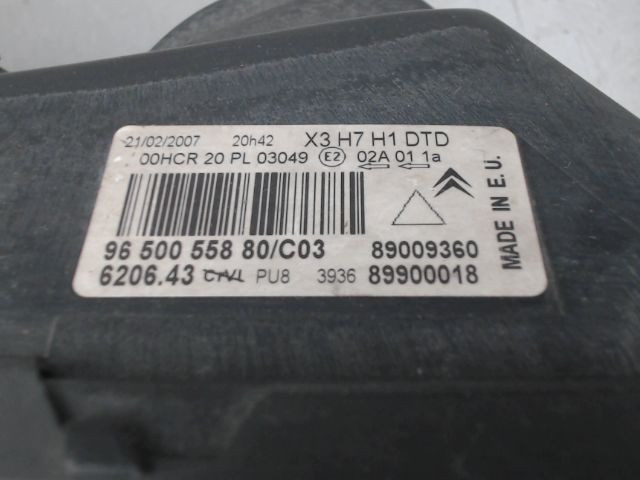 21/02/2007 20h42 X3 H7 H1 DTD
00HCR 20 PL 03049 E2 02A 01 1a
MADE IN E. U.
96 500 558 80/C03 89009360
6206.43 PU8 3936 89900018